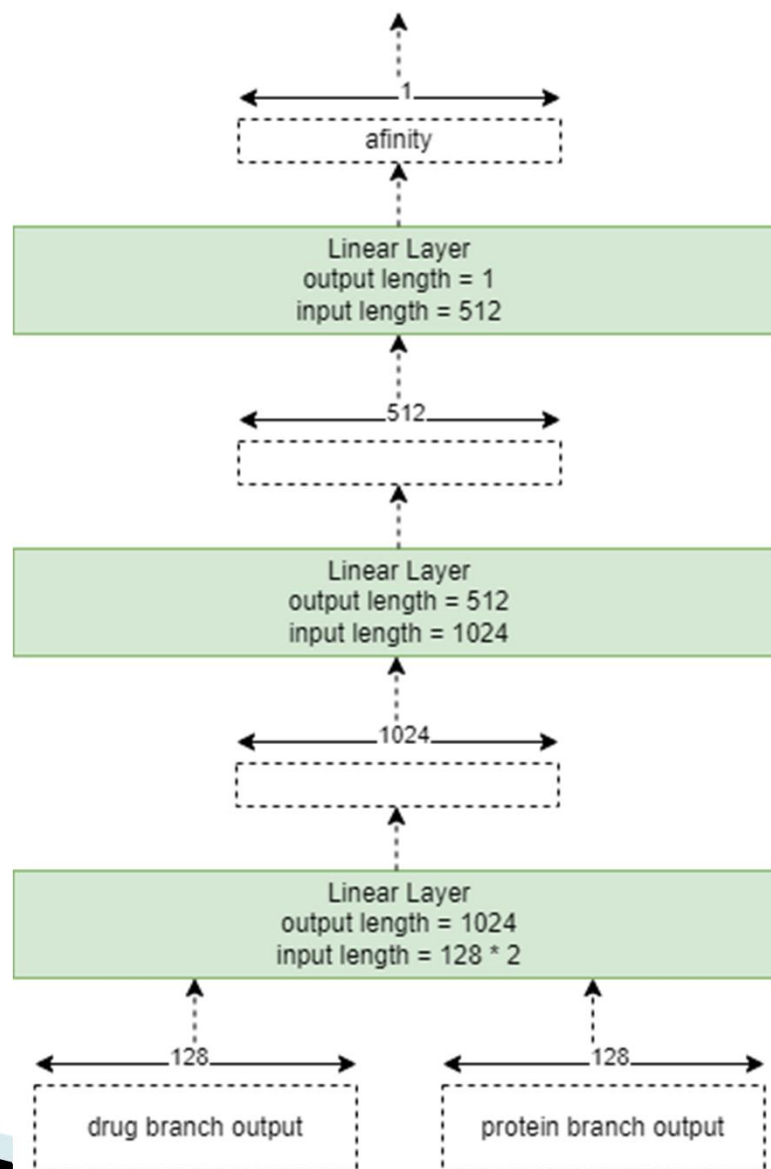 1
afinity
Linear Layer
output length = 1
input length = 512
512
Linear Layer
output length = 512
input length = 1024
1024
Linear Layer
output length = 1024
input length = 128 * 2
128
128
drug branch output
protein branch output